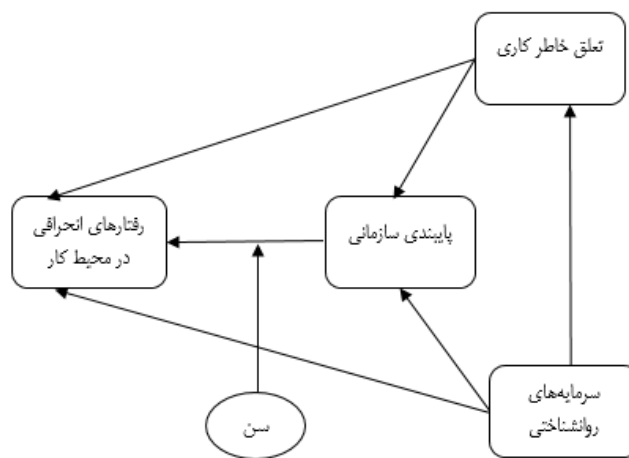 تعلق خاطر کاری
رفتارهای انحرافی
در محیط کار
پایبندی سازمانی
سرمایه‌های
روانشناختی
سن